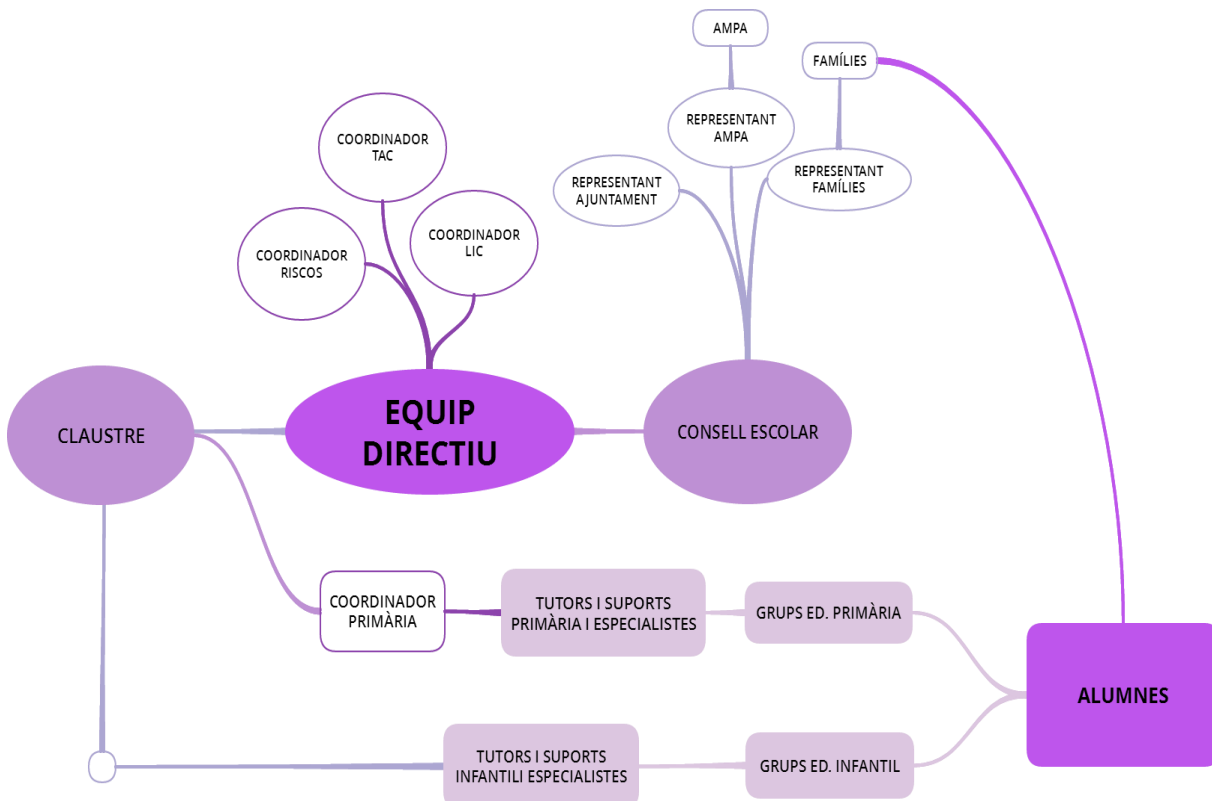 AMPA
FAMÍLIES
REPRESENTANT
AMPA
REPRESENTANT
AJUNTAMENT
REPRESENTANT
FAMÍLIES
COORDINADOR
TAC
COORDINADOR
LIC
COORDINADOR
RISCOS
CLAUSTRE
EQUIP
DIRECTIU
CONSELL ESCOLAR
COORDINADOR
PRIMÀRIA
TUTORS I SUPORTS
PRIMÀRIA I ESPECIALISTES
GRUPS ED. PRIMÀRIA
ALUMNES
TUTORS I SUPORTS
INFANTILI ESPECIALISTES
GRUPS ED. INFANTIL